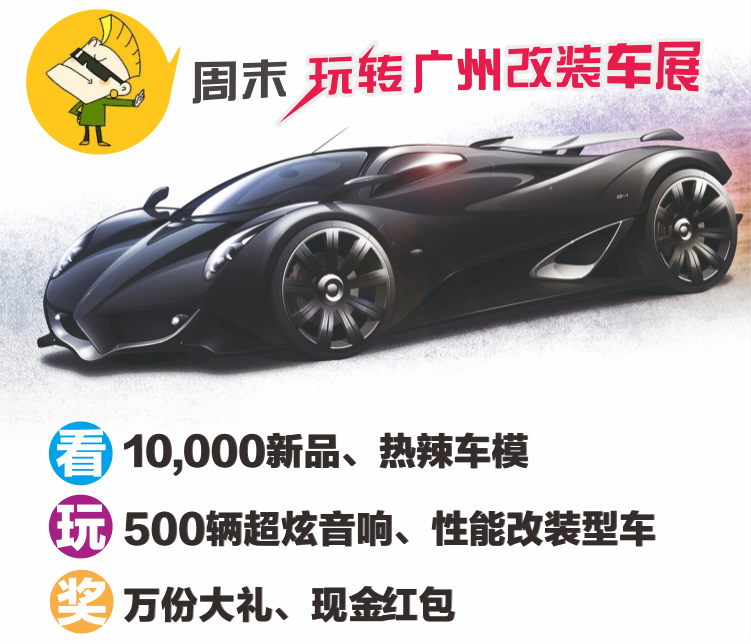 周末 玩转广州改装车展
看 10,000新品、热辣车模
玩 500辆超炫音响、性能改装型车
奖 万份大礼、现金红包